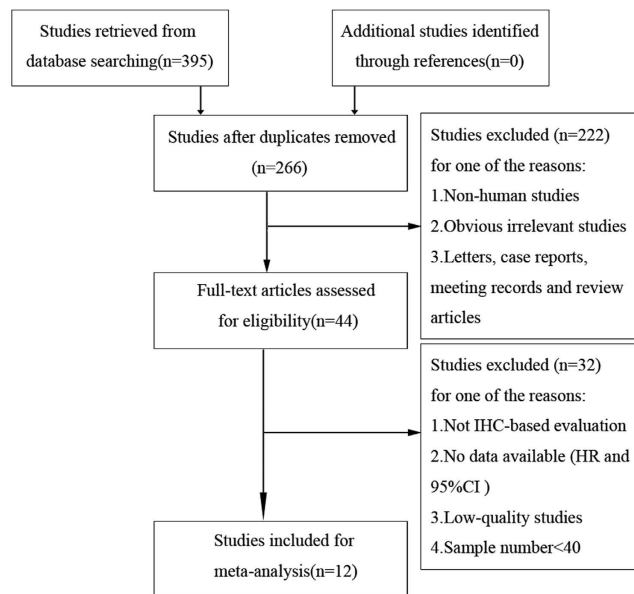 Studies retrieved from
database searching(n=395)
Additional studies identified
through references(n=0)
Studies after duplicates removed
(n=266)
Studies excluded (n=222)
for one of the reasons:
1.Non-human studies
2.Obvious irrelevant studies
3.Letters, case reports,
meeting records and review
articles
Full-text articles assessed
for eligibility(n=44)
Studies excluded (n=32)
for one of the reasons:
1.Not IHC-based evaluation
2.No data available (HR and
95%CI )
3.Low-quality studies
4.Sample number<40
Studies included for
meta-analysis(n=12)